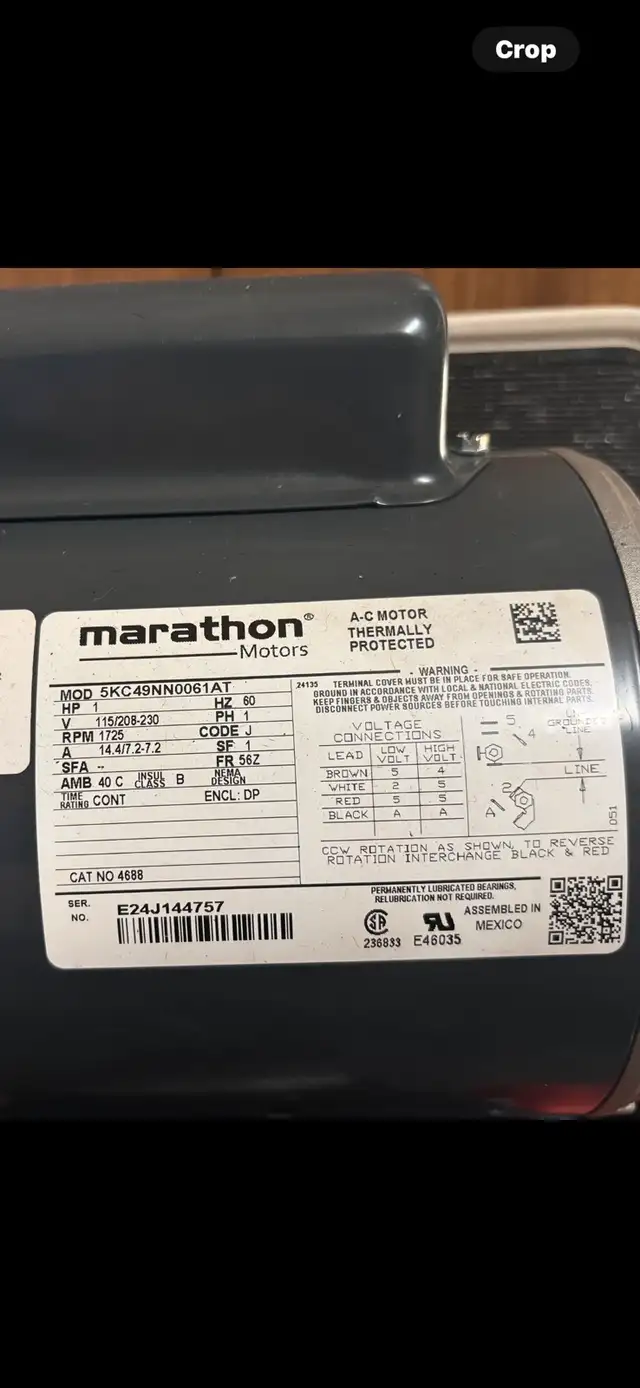 Crop
marathon®
Motors
A-C MOTOR
THERMALLY
PROTECTED
MOD 5KC49NN0061AT
HP 1 HZ 60
V 115/208-230 PH 1
RPM 1725 CODE J
A 14.4/7.2-7.2 SF 1
SFA -- FR 56Z
AMB 40 C INSUL CLASS B NEMA DESIGN
TIME RATING CONT ENCL: DP
CAT NO 4688
24135
- WARNING -
TERMINAL COVER MUST BE IN PLACE FOR SAFE OPERATION.
GROUND IN ACCORDANCE WITH LOCAL & NATIONAL ELECTRIC CODES.
KEEP FINGERS & OBJECTS AWAY FROM OPENINGS & ROTATING PARTS.
DISCONNECT POWER SOURCES BEFORE TOUCHING INTERNAL PARTS.
VOLTAGE
CONNECTIONS
LEAD LOW VOLT HIGH VOLT
BROWN 5 4
WHITE 2 5
RED 5 5
BLACK A A
5
4
LINE
2
A
051
CCW ROTATION AS SHOWN, TO REVERSE
ROTATION INTERCHANGE BLACK & RED
SER. NO. E24J144757
PERMANENTLY LUBRICATED BEARINGS,
RELUBRICATION NOT REQUIRED.
236833
E46035
ASSEMBLED IN
MEXICO